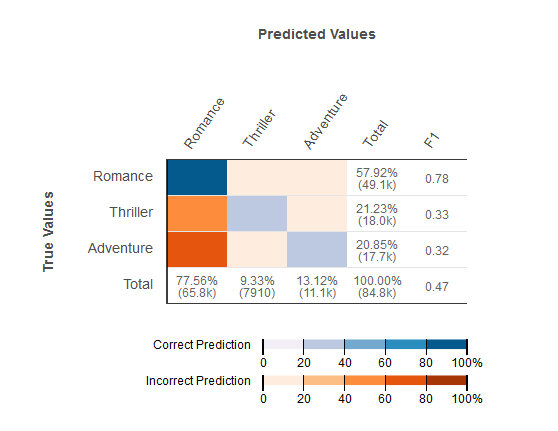 Predicted Values
Romance
Thriller
Adventure
Total
F1
True Values
Romance
57.92%
(49.1k)
0.78
Thriller
21.23%
(18.0k)
0.33
Adventure
20.85%
(17.7k)
0.32
Total
77.56% 9.33% 13.12% 100.00%
(65.8k) (7910) (11.1k) (84.8k)
0.47
Correct Prediction
0 20 40 60 80 100%
Incorrect Prediction
0 20 40 60 80 100%